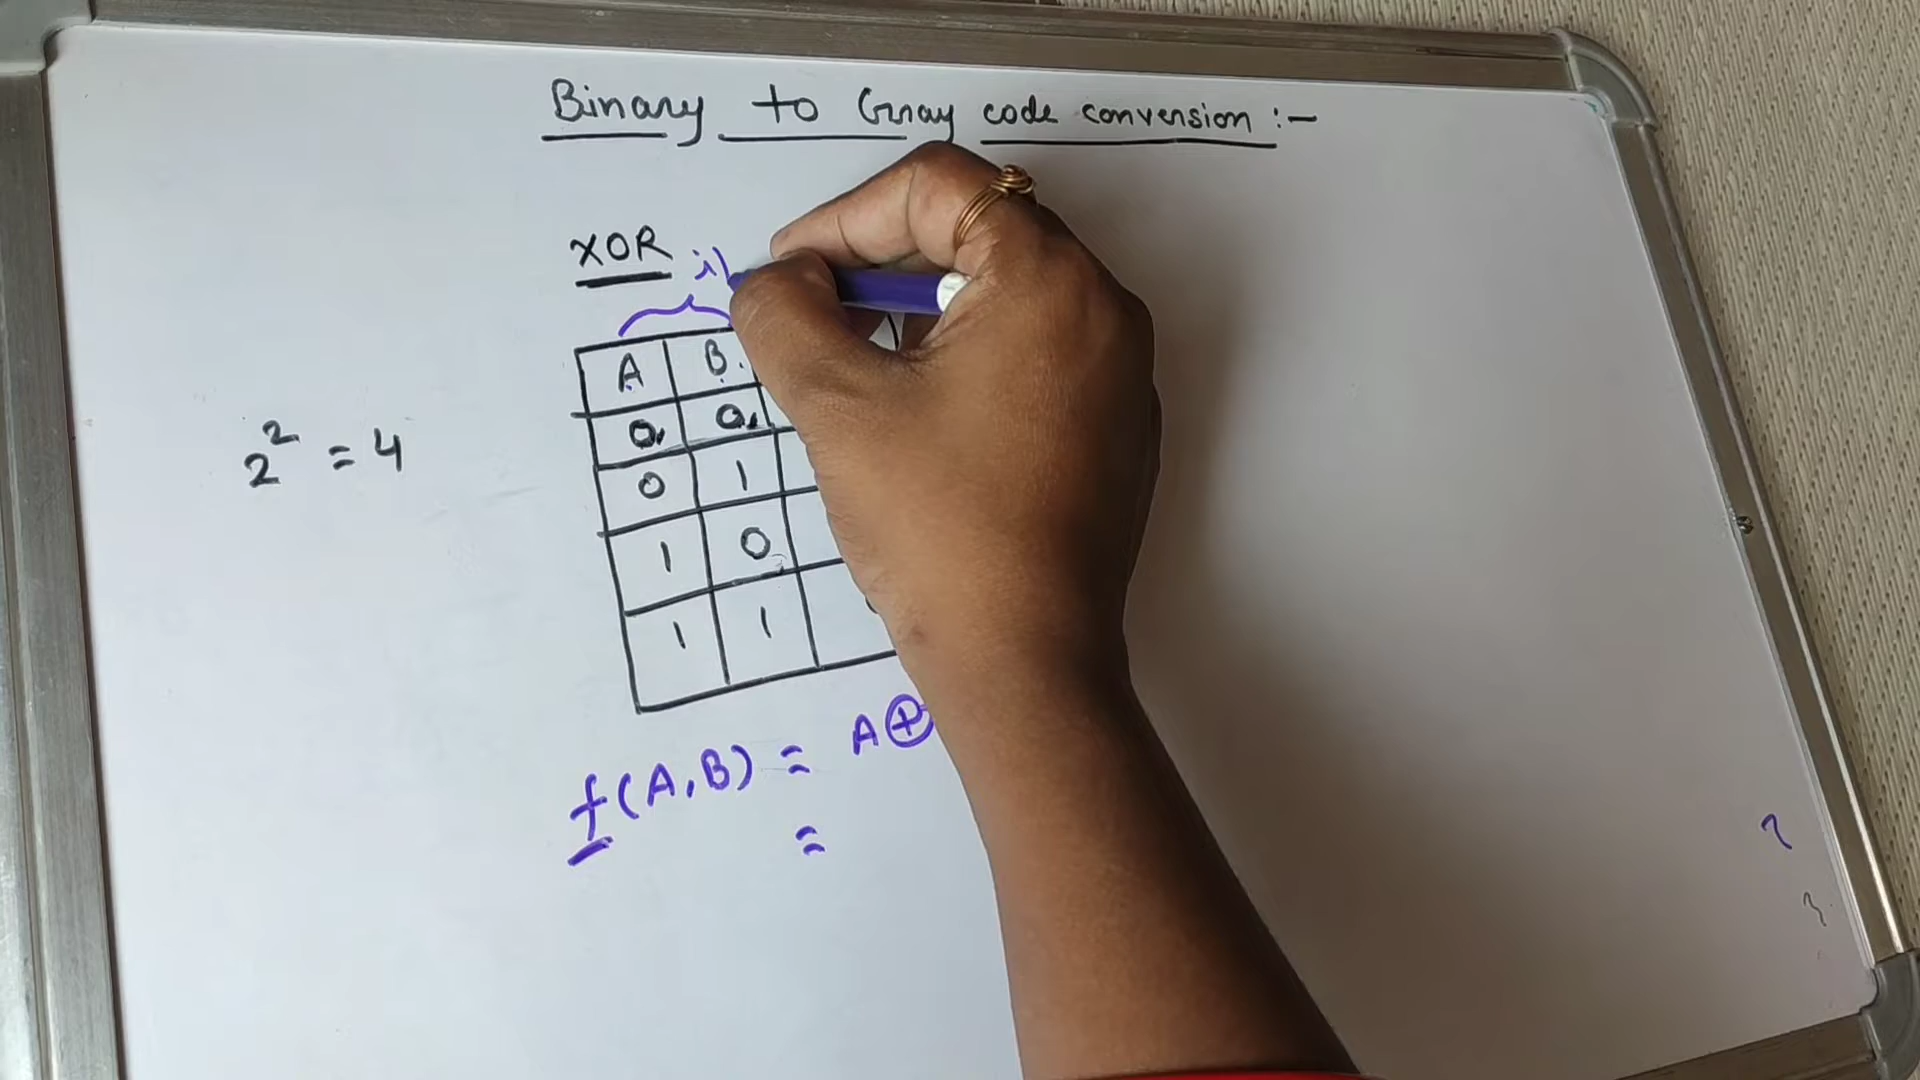 Binary to Gray code conversion :-
XOR
A B
0 0
0 1
2² = 4
1 0
1 1
f(A,B) = A⊕
=